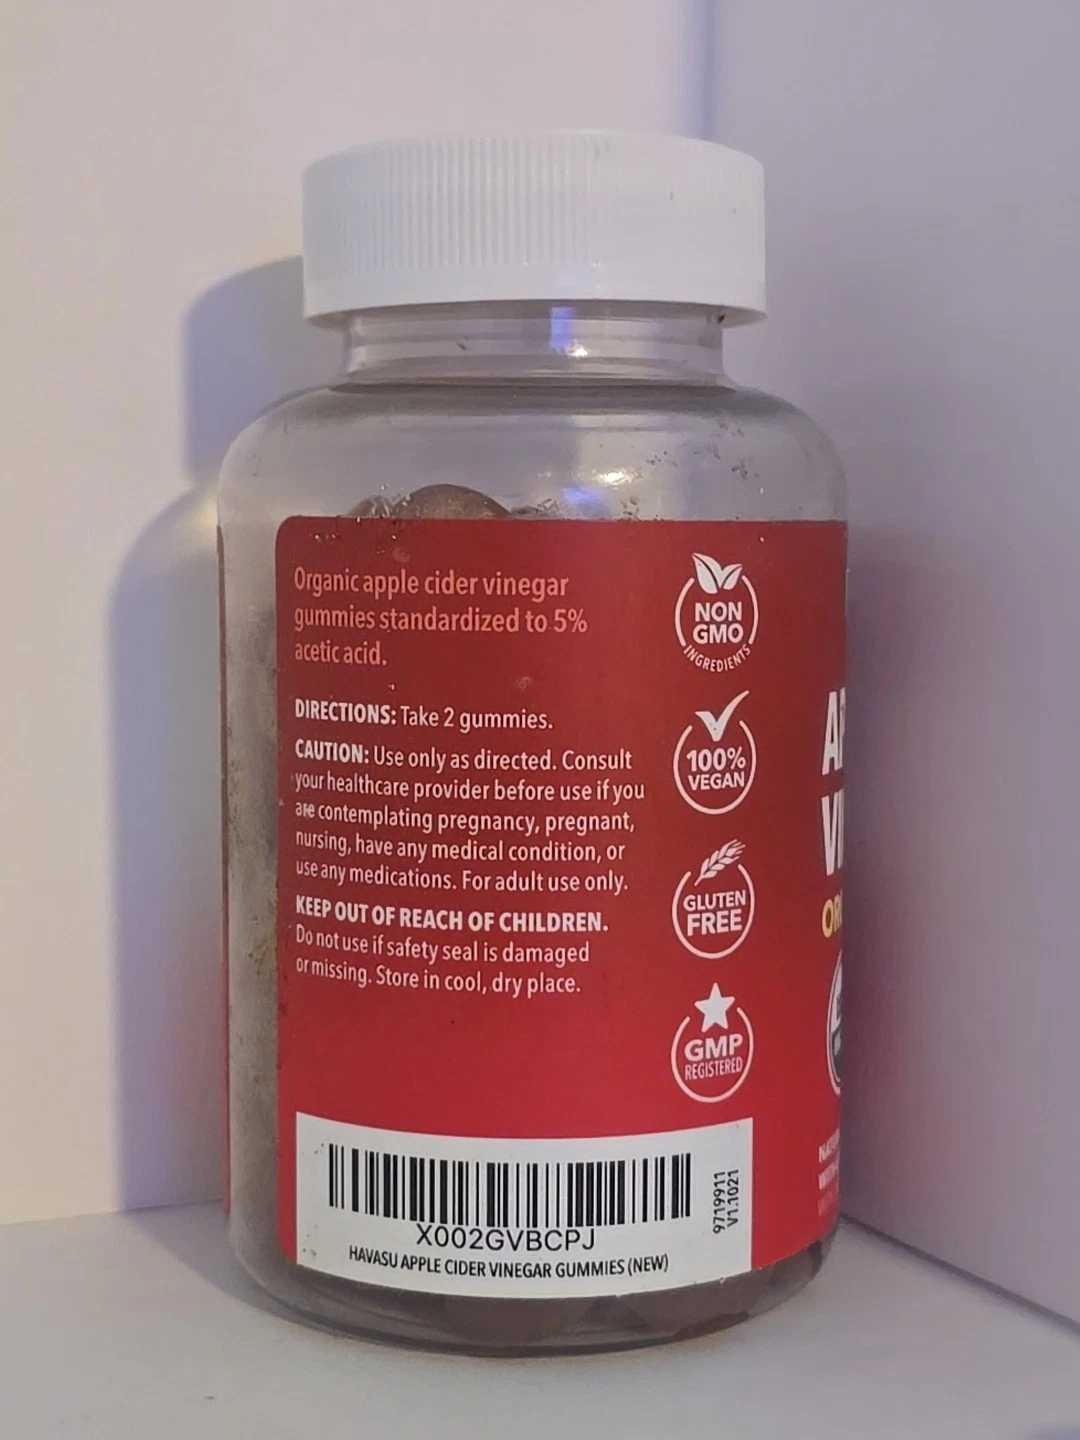 Organic apple cider vinegar
gummies standardized to 5%
acetic acid.
DIRECTIONS: Take 2 gummies.
CAUTION: Use only as directed. Consult
your healthcare provider before use if you
are contemplating pregnancy, pregnant,
nursing, have any medical condition, or
use any medications. For adult use only.
KEEP OUT OF REACH OF CHILDREN.
Do not use if safety seal is damaged
or missing. Store in cool, dry place.
NON
GMO
INGREDIENTS
100%
VEGAN
GLUTEN
FREE
GMP
REGISTERED
X002GVBCPJ
HAVASU APPLE CIDER VINEGAR GUMMIES (NEW)
9719911
V1.1021